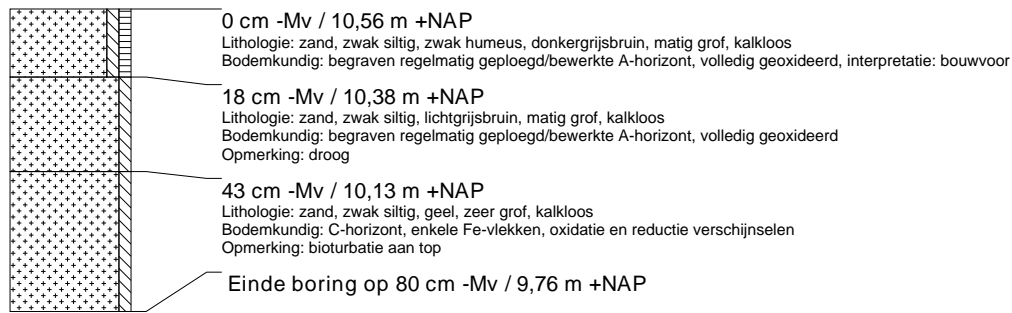 0 cm -Mv / 10,56 m +NAP
Lithologie: zand, zwak siltig, zwak humeus, donkergrijsbruin, matig grof, kalkloos
Bodemkundig: begraven regelmatig geploegd/bewerkte A-horizont, volledig geoxideerd, interpretatie: bouwvoor
18 cm -Mv / 10,38 m +NAP
Lithologie: zand, zwak siltig, lichtgrijsbruin, matig grof, kalkloos
Bodemkundig: begraven regelmatig geploegd/bewerkte A-horizont, volledig geoxideerd
Opmerking: droog
43 cm -Mv / 10,13 m +NAP
Lithologie: zand, zwak siltig, geel, zeer grof, kalkloos
Bodemkundig: C-horizont, enkele Fe-vlekken, oxidatie en reductie verschijnselen
Opmerking: bioturbatie aan top
Einde boring op 80 cm -Mv / 9,76 m +NAP